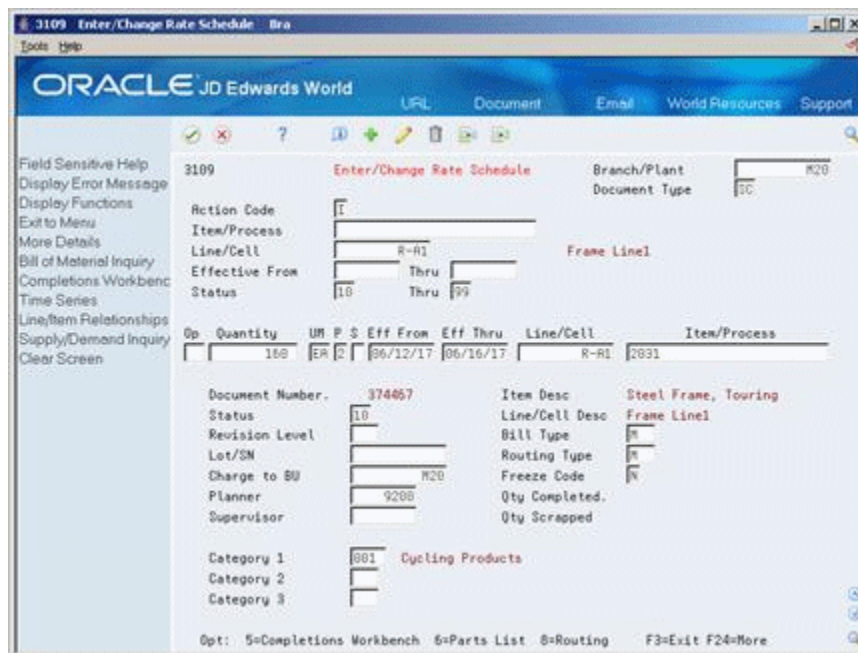 3109 Enter/Change Rate Schedule Bra
Tools Help
ORACLE JD Edwards World
URL Document Email World Resources Support
Field Sensitive Help
Display Error Message
Display Functions
Exit to Menu
More Details
Bill of Material Inquiry
Completions Workbenc
Time Series
Line/Item Relationships
Supply/Demand Inquiry
Clear Screen
3109 Enter/Change Rate Schedule Branch/Plant M20
Document Type SC
Action Code I
Item/Process
Line/Cell R-A1 Frame Line1
Effective From Thru
Status 10 Thru 99
Op Quantity UM P S Eff From Eff Thru Line/Cell Item/Process
160 EA 2 06/12/17 06/16/17 R-A1 2031
Document Number. 374467 Item Desc Steel Frame, Touring
Status 10 Line/Cell Desc Frame Line1
Revision Level Bill Type M
Lot/SN Routing Type M
Charge to BU M20 Freeze Code N
Planner 9200 Qty Completed.
Supervisor Qty Scrapped
Category 1 001 Cycling Products
Category 2
Category 3
Opt: 5=Completions Workbench 6=Parts List 8=Routing F3=Exit F24=More